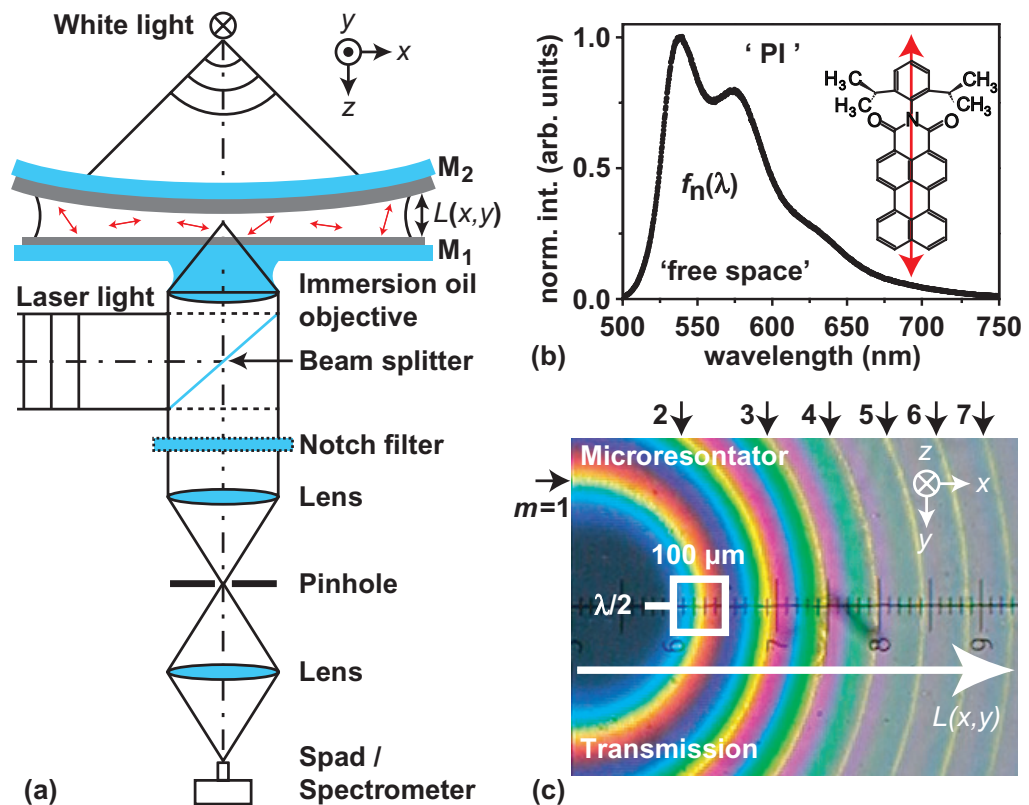 White light
y
x
z
M2
L(x,y)
M1
Laser light
Immersion oil
objective
Beam splitter
Notch filter
Lens
Pinhole
Lens
Spad /
Spectrometer
(a)
norm. int. (arb. units)
1.0
0.5
0.0
' PI '
fn(λ)
'free space'
H3C
CH3
H3C
CH3
N
O
O
500
550
600
650
700
750
wavelength (nm)
(b)
2
3
4
5
6
7
m=1
Microresontator
z
x
y
100 µm
λ/2
5
6
7
8
9
L(x,y)
Transmission
(c)